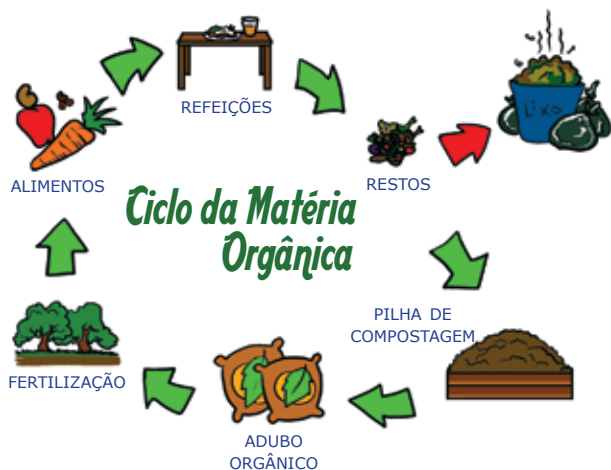 REFEIÇÕES
Lixo
ALIMENTOS
RESTOS
Ciclo da Matéria
Orgânica
PILHA DE
COMPOSTAGEM
FERTILIZAÇÃO
ADUBO
ORGÂNICO